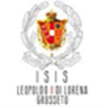 ISIS
LEOPOLDO II DI LORENA
GROSSETO